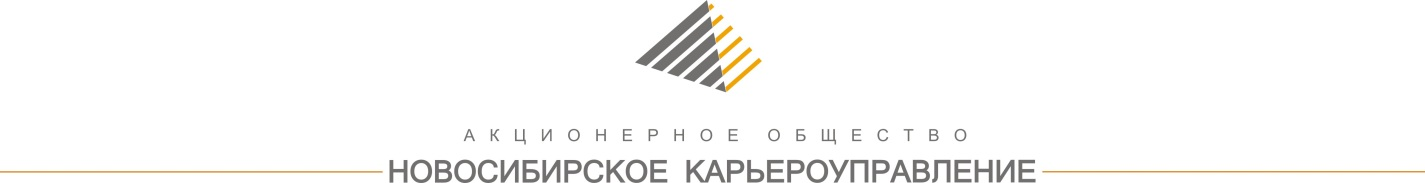 АКЦИОНЕРНОЕ ОБЩЕСТВО
НОВОСИБИРСКОЕ КАРЬЕРОУПРАВЛЕНИЕ